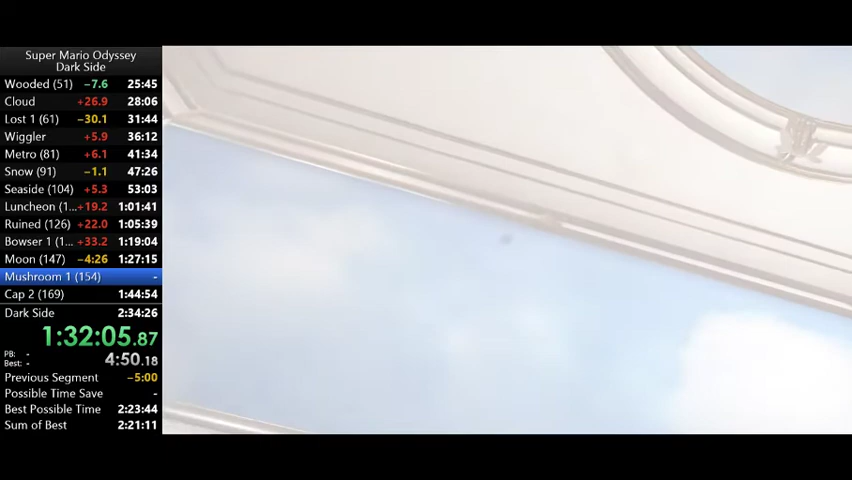 Super Mario Odyssey
Dark Side
Wooded (51) −7.6 25:45
Cloud +26.9 28:06
Lost 1 (61) −30.1 31:44
Wiggler +5.9 36:12
Metro (81) +6.1 41:34
Snow (91) −1.1 47:26
Seaside (104) +5.3 53:03
Luncheon (1... +19.2 1:01:41
Ruined (126) +22.0 1:05:39
Bowser 1 (1... +33.2 1:19:04
Moon (147) −4:26 1:27:15
Mushroom 1 (154) -
Cap 2 (169) 1:44:54
Dark Side 2:34:26
1:32:05.87
PB: -
Best: - 4:50.18
Previous Segment −5:00
Possible Time Save -
Best Possible Time 2:23:44
Sum of Best 2:21:11